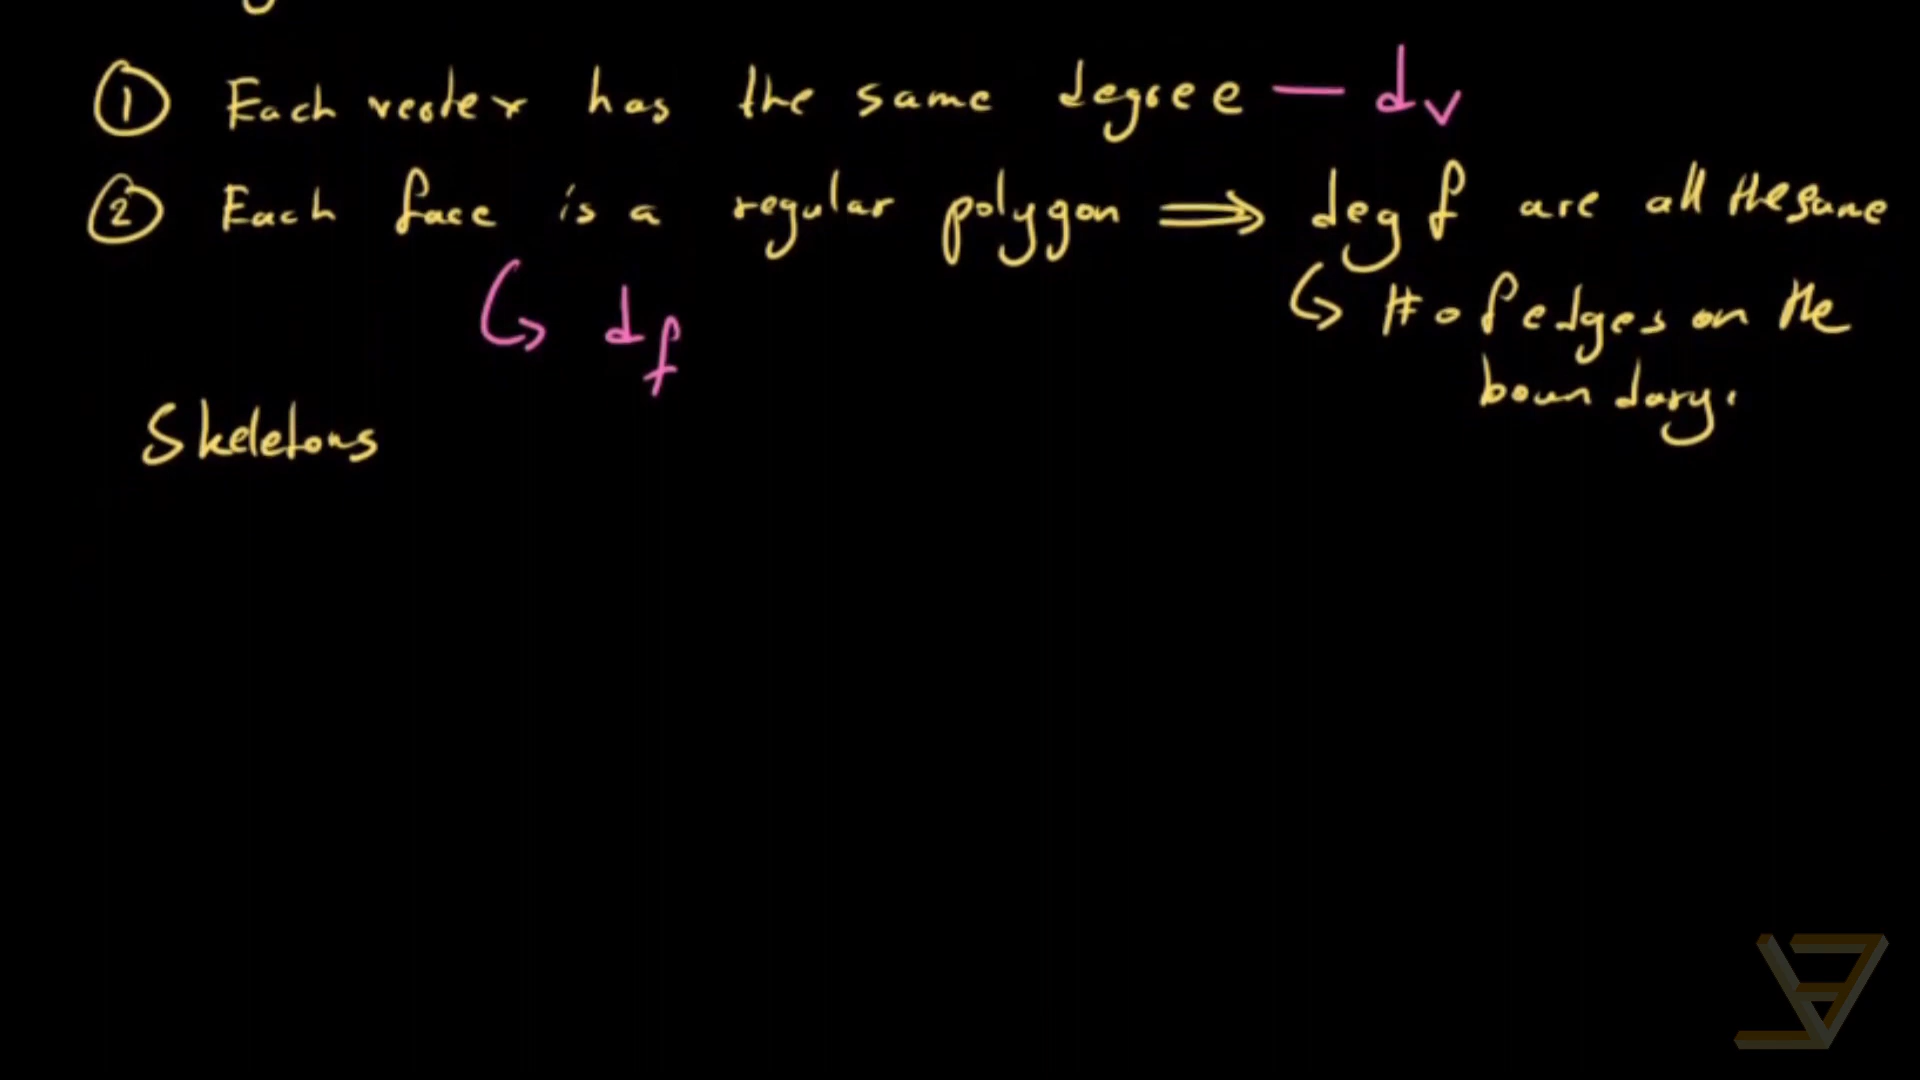 ① Each vertex has the same degree — dᵥ
② Each face is a regular polygon ⟹ deg f are all the same
↳ d_f
↳ # of edges on the
boundary.
Skeletons